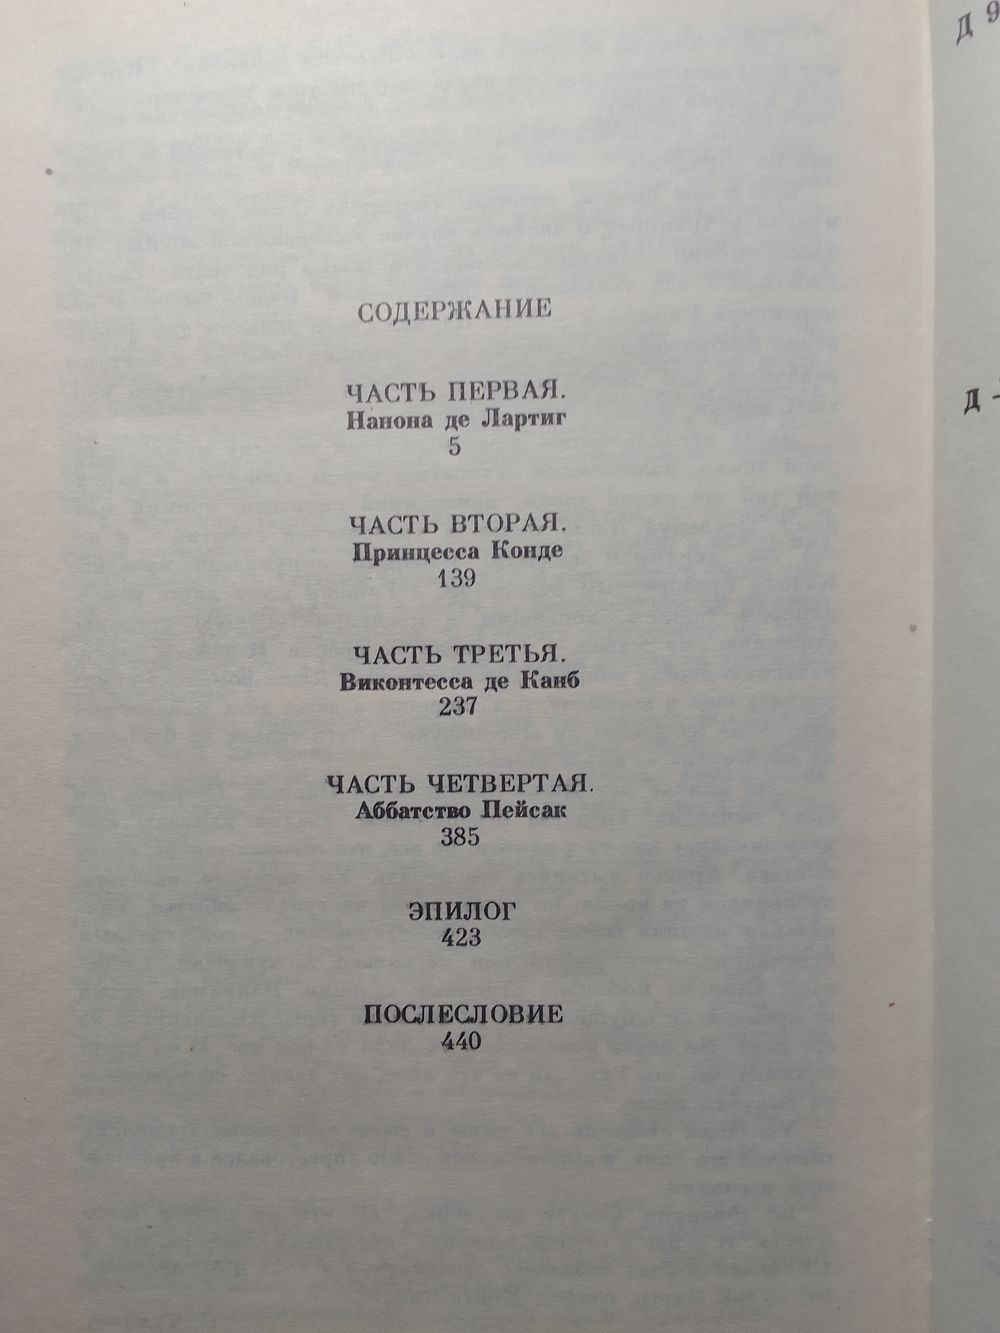 СОДЕРЖАНИЕ
ЧАСТЬ ПЕРВАЯ.
Нанона де Лартиг
5
ЧАСТЬ ВТОРАЯ.
Принцесса Конде
139
ЧАСТЬ ТРЕТЬЯ.
Виконтесса де Канб
237
ЧАСТЬ ЧЕТВЕРТАЯ.
Аббатство Пейсак
385
ЭПИЛОГ
423
ПОСЛЕСЛОВИЕ
440
Д 9
Д -